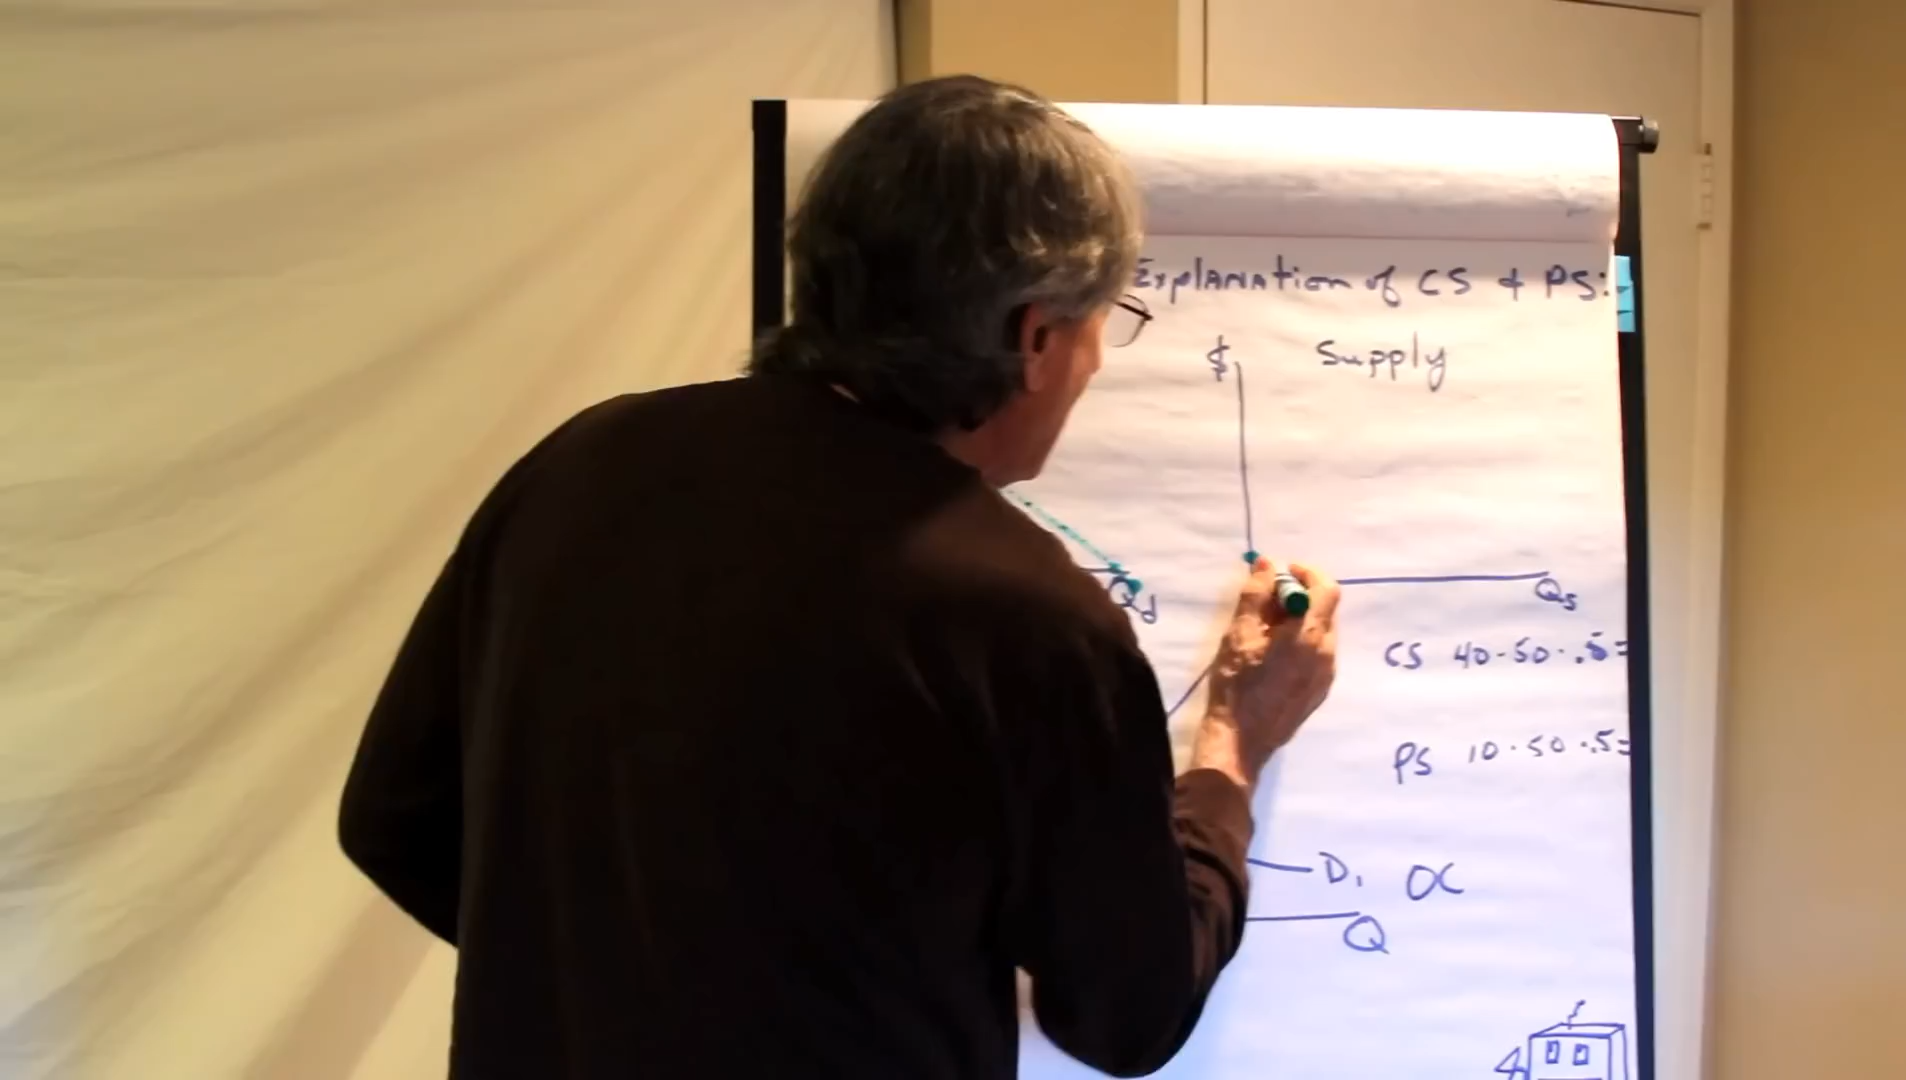 Explanation of CS & PS:
$ Supply
Qd
Qs
CS 40·50·.5=
PS 10·50·.5=
D₁
Q